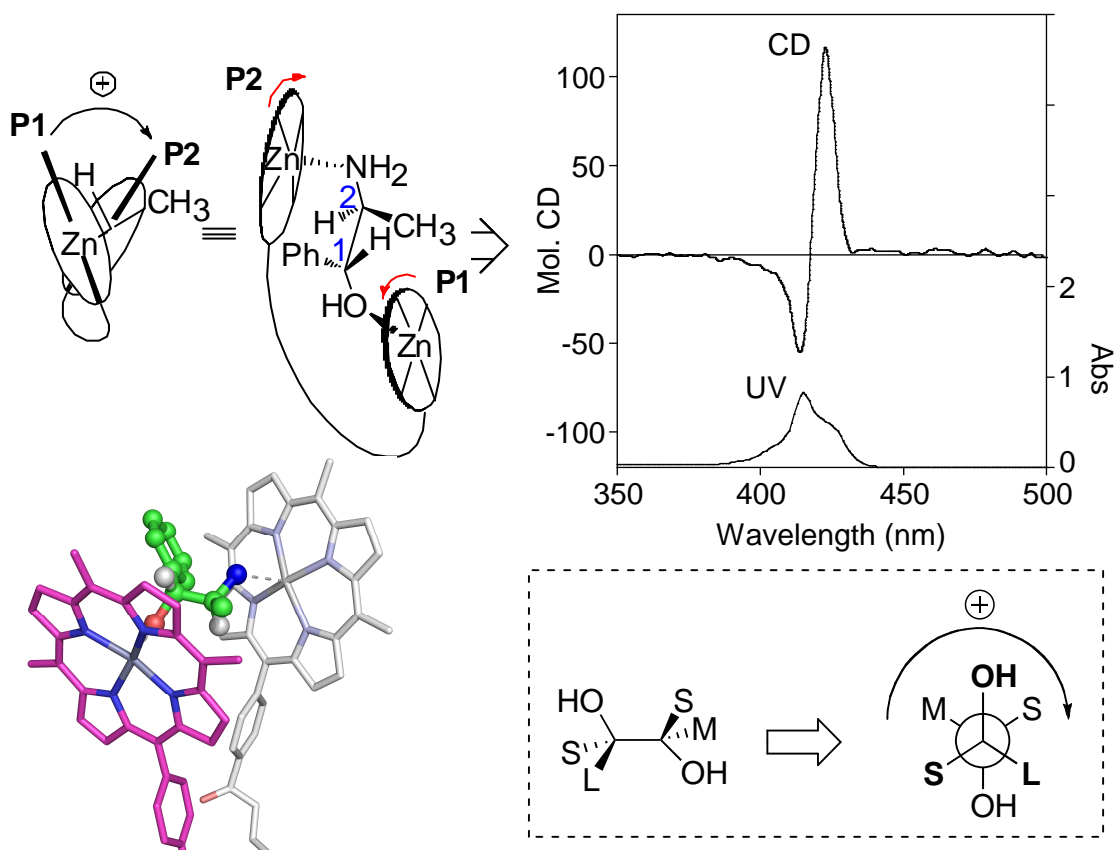 P1
⊕
P2
H
CH3
Zn
≡
P2
Zn
NH2
2
H
CH3
1
H
Ph
HO
P1
Zn
CD
UV
Mol. CD
100
50
0
-50
-100
2
1
0
Abs
350
400
450
500
Wavelength (nm)
HO
S
S
M
L
OH
⊕
OH
M
S
S
L
OH